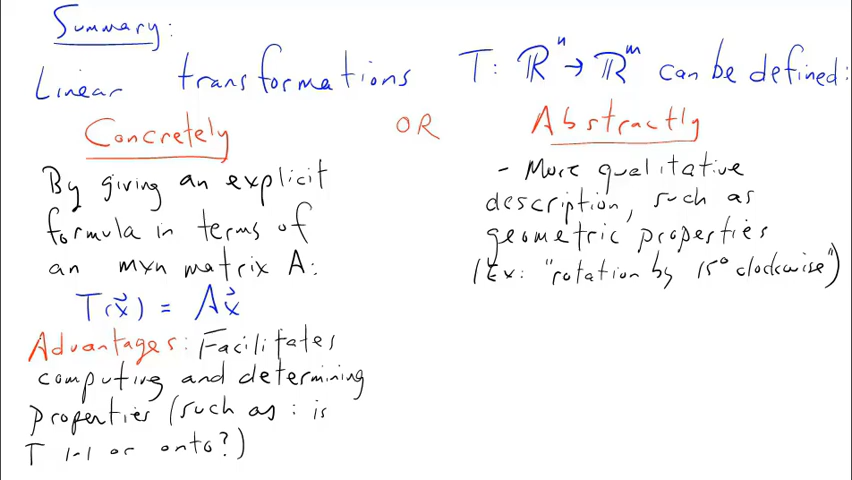 Summary:
Linear transformations T: ℝⁿ → ℝᵐ can be defined:
Concretely OR Abstractly
By giving an explicit
formula in terms of
an mxn matrix A:
T(x⃗) = Ax⃗
Advantages: Facilitates
computing and determining
properties (such as: is
T 1-1 or onto?)
- More qualitative
description, such as
geometric properties
(Ex: "rotation by 15° clockwise")